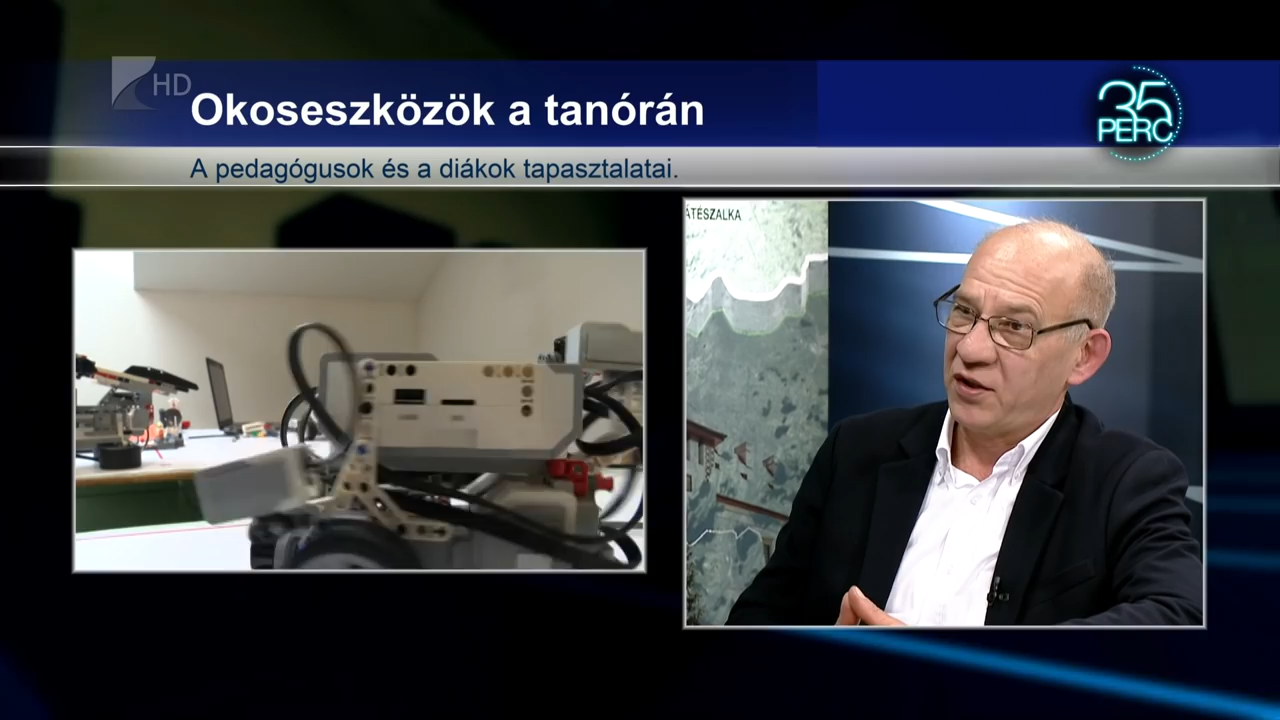 HD
Okoseszközök a tanórán
35
PERC
A pedagógusok és a diákok tapasztalatai.
ÁTÉSZALKA